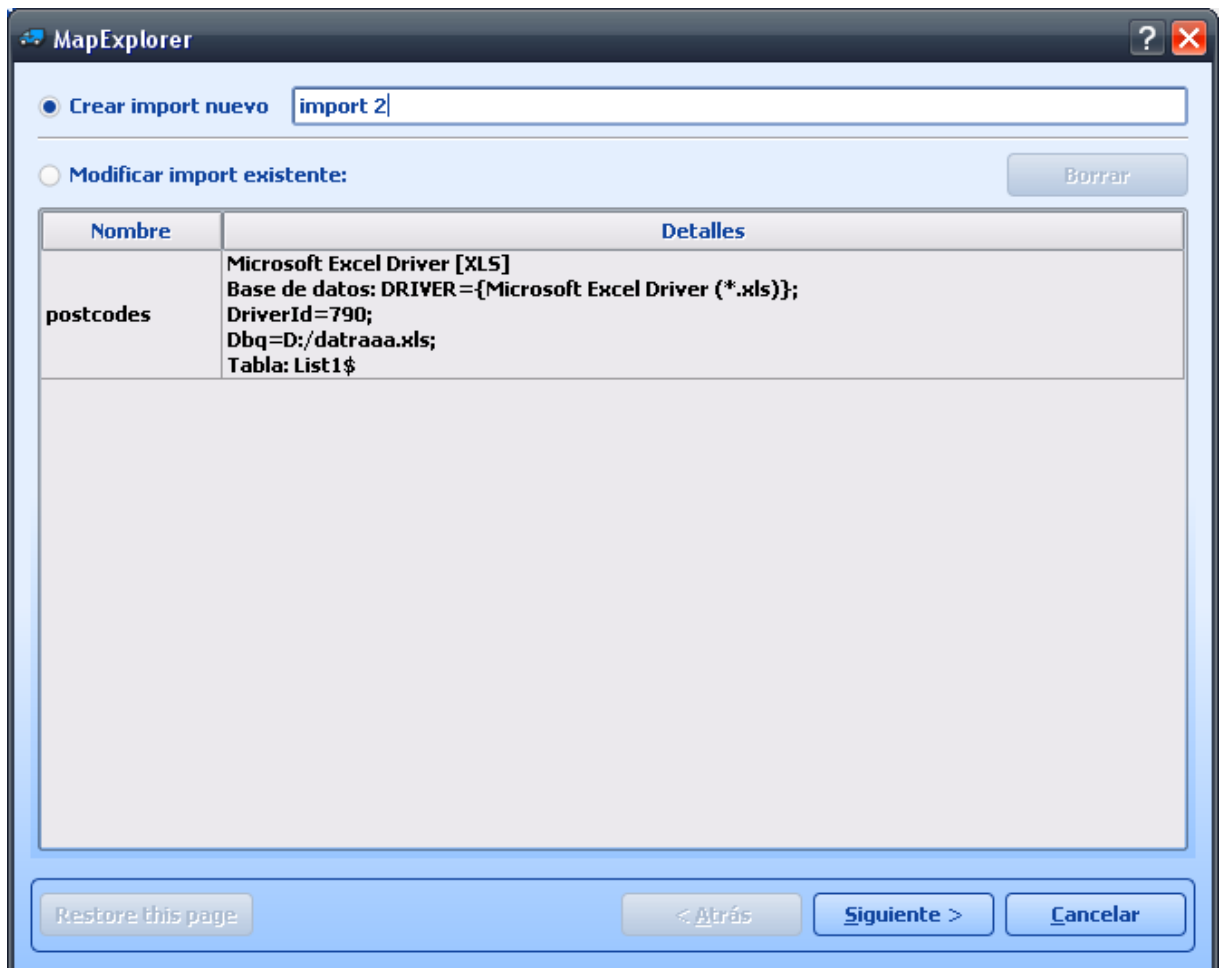 MapExplorer
Crear import nuevo import 2
Modificar import existente: Borrar
Nombre Detalles
postcodes
Microsoft Excel Driver [XLS]
Base de datos: DRIVER={Microsoft Excel Driver (*.xls)};
DriverId=790;
Dbq=D:/datraaa.xls;
Tabla: List1$
Restore this page < Atrás Siguiente > Cancelar